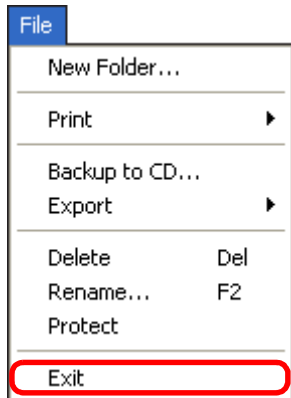 File
New Folder...
Print
Backup to CD...
Export
Delete Del
Rename... F2
Protect
Exit